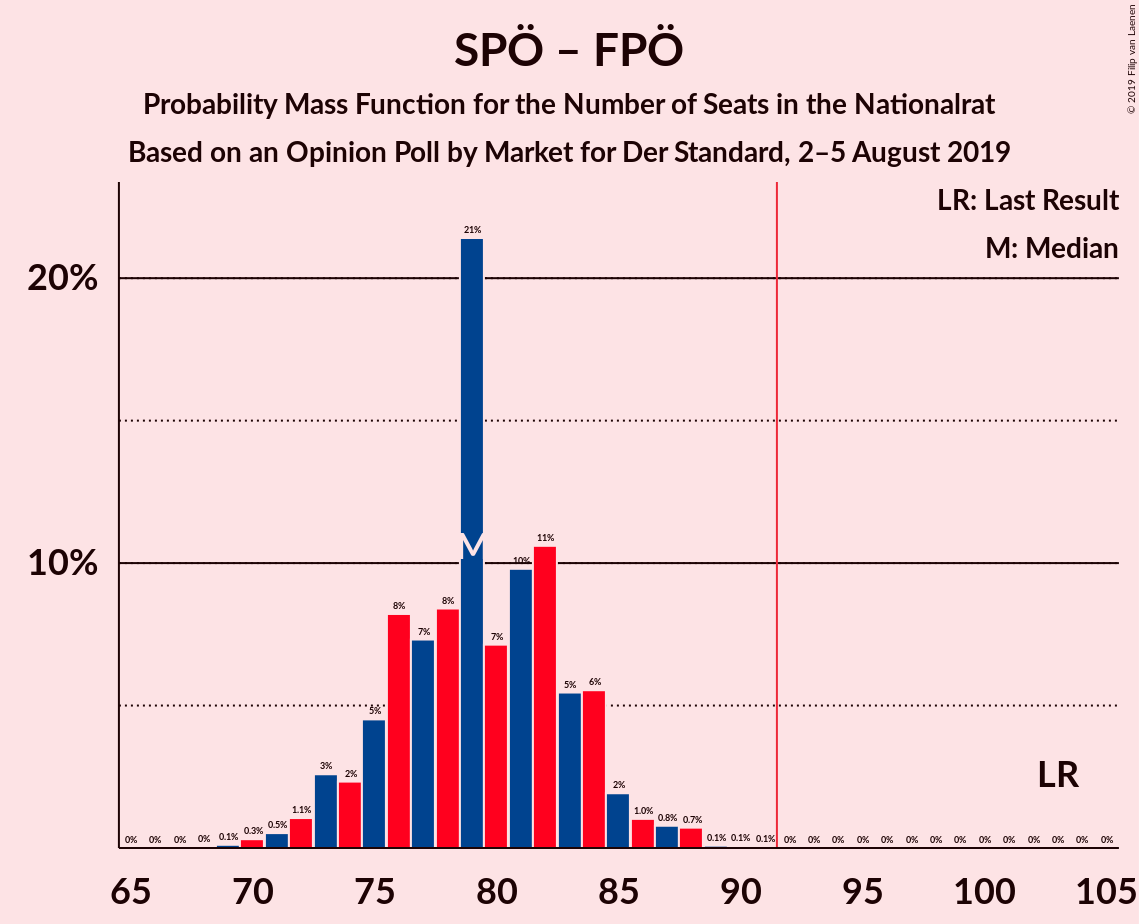 SPÖ – FPÖ
Probability Mass Function for the Number of Seats in the Nationalrat
Based on an Opinion Poll by Market for Der Standard, 2–5 August 2019
© 2019 Filip van Laenen
LR: Last Result
M: Median
20%
10%
0% 0% 0% 0% 0.1% 0.3% 0.5% 1.1% 3% 2% 5% 8% 7% 8% 21% 7% 10% 11% 5% 6% 2% 1.0% 0.8% 0.7% 0.1% 0.1% 0.1% 0% 0% 0% 0% 0% 0% 0% 0% 0% 0% 0% 0% 0% 0%
M
LR
65 70 75 80 85 90 95 100 105